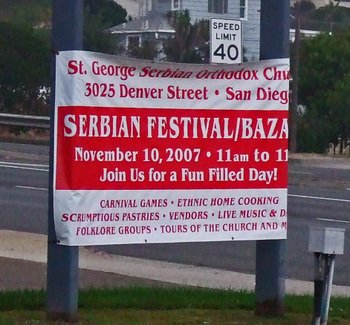 SPEED
LIMIT
40
St. George Serbian Orthodox Chu
3025 Denver Street • San Dieg
SERBIAN FESTIVAL/BAZA
November 10, 2007 • 11am to 11
Join Us for a Fun Filled Day!
CARNIVAL GAMES • ETHNIC HOME COOKING
SCRUMPTIOUS PASTRIES • VENDORS • LIVE MUSIC & D
FOLKLORE GROUPS • TOURS OF THE CHURCH AND M